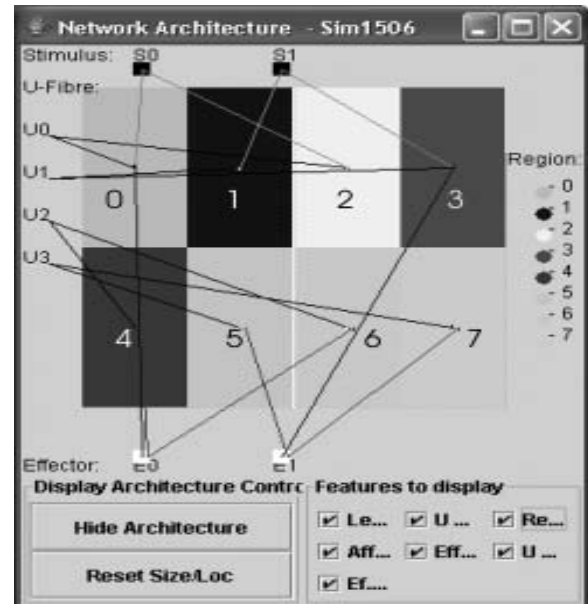 Network Architecture - Sim1506
Stimulus: S0 S1
U-Fibre:
U0
U1
U2
U3
0 1 2 3
4 5 6 7
Region:
- 0
- 1
- 2
- 3
- 4
- 5
- 6
- 7
Effector: E0 E1
Display Architecture Contrc
Hide Architecture
Reset Size/Loc
Features to display
Le... U ... Re...
Aff... Eff... U ...
Ef....